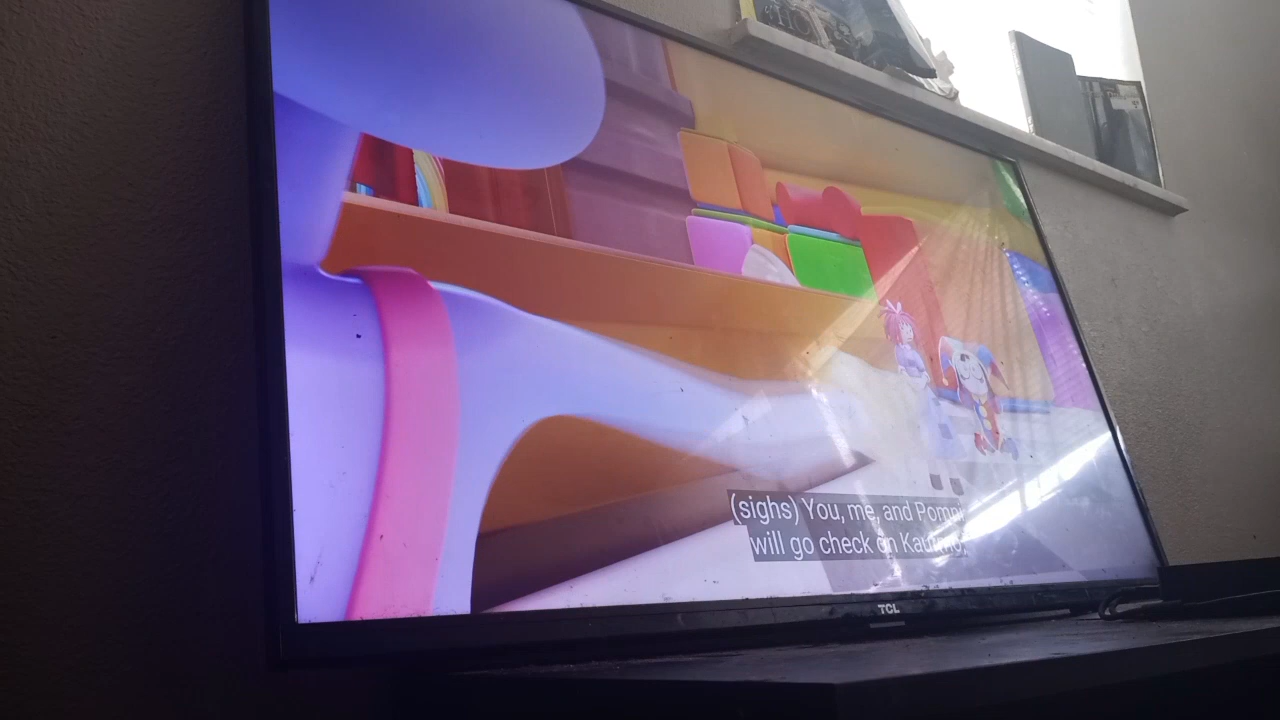 (sighs) You, me, and Pomni
will go check on Kaufmo,
TCL